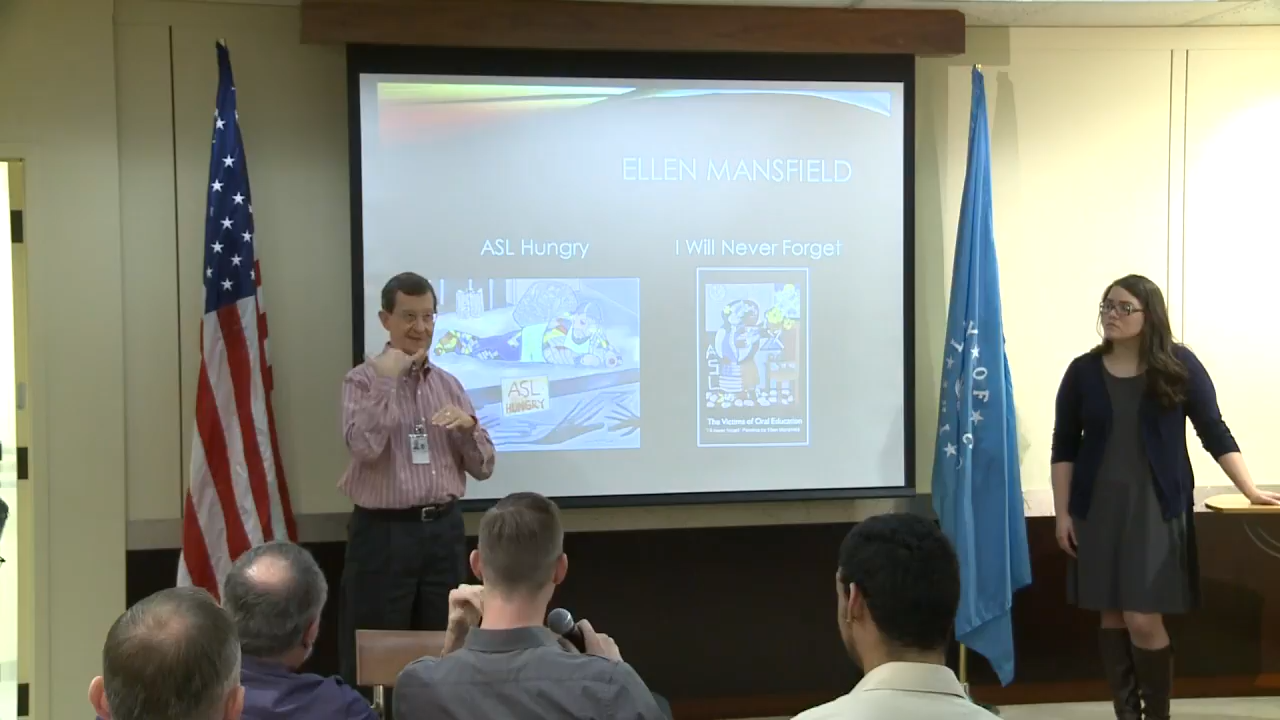 ELLEN MANSFIELD
ASL Hungry
I Will Never Forget
ASL
HUNGRY
ASL
The Victims of Oral Education